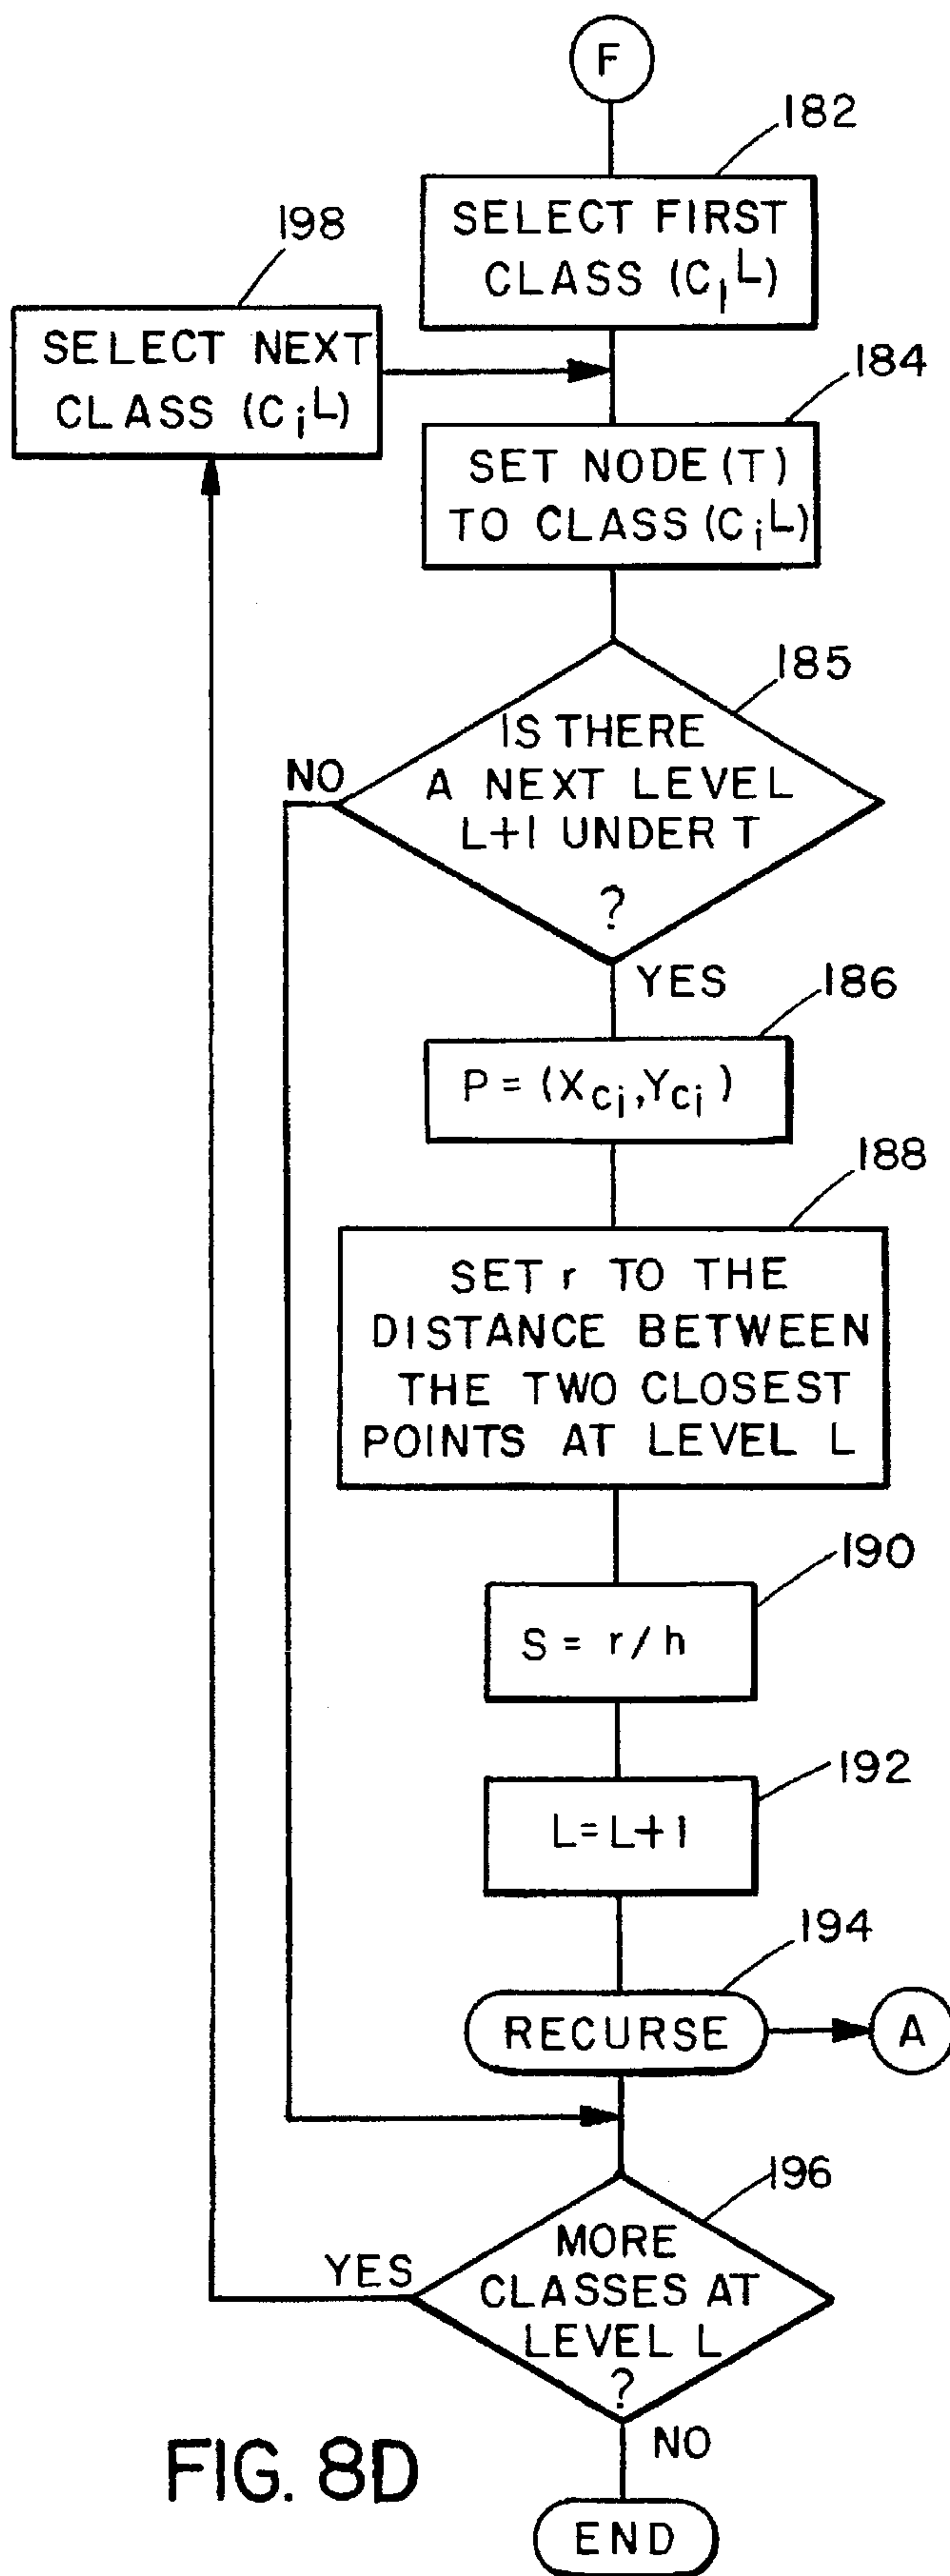 F
182
SELECT FIRST
CLASS (C₁ᴸ)
198
SELECT NEXT
CLASS (Cᵢᴸ)
184
SET NODE (T)
TO CLASS (Cᵢᴸ)
185
IS THERE
A NEXT LEVEL
L+1 UNDER T
?
NO
YES
186
P = (X_Ci, Y_Ci)
188
SET r TO THE
DISTANCE BETWEEN
THE TWO CLOSEST
POINTS AT LEVEL L
190
S = r/h
192
L=L+1
194
RECURSE
A
196
MORE
CLASSES AT
LEVEL L
?
YES
NO
FIG. 8D
END